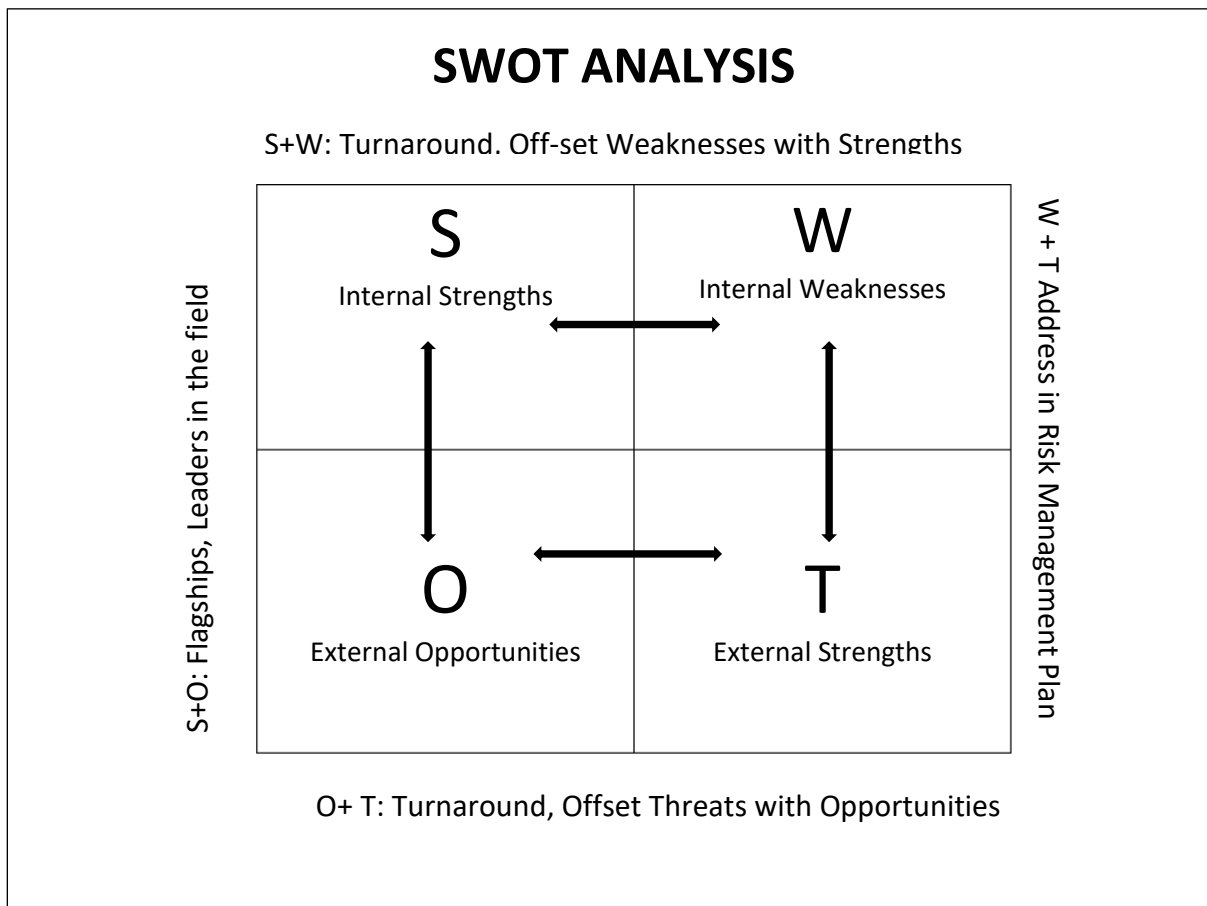 SWOT ANALYSIS
S+W: Turnaround. Off-set Weaknesses with Strengths
S
Internal Strengths
W
Internal Weaknesses
S+O: Flagships, Leaders in the field
W + T Address in Risk Management Plan
O
External Opportunities
T
External Strengths
O+ T: Turnaround, Offset Threats with Opportunities